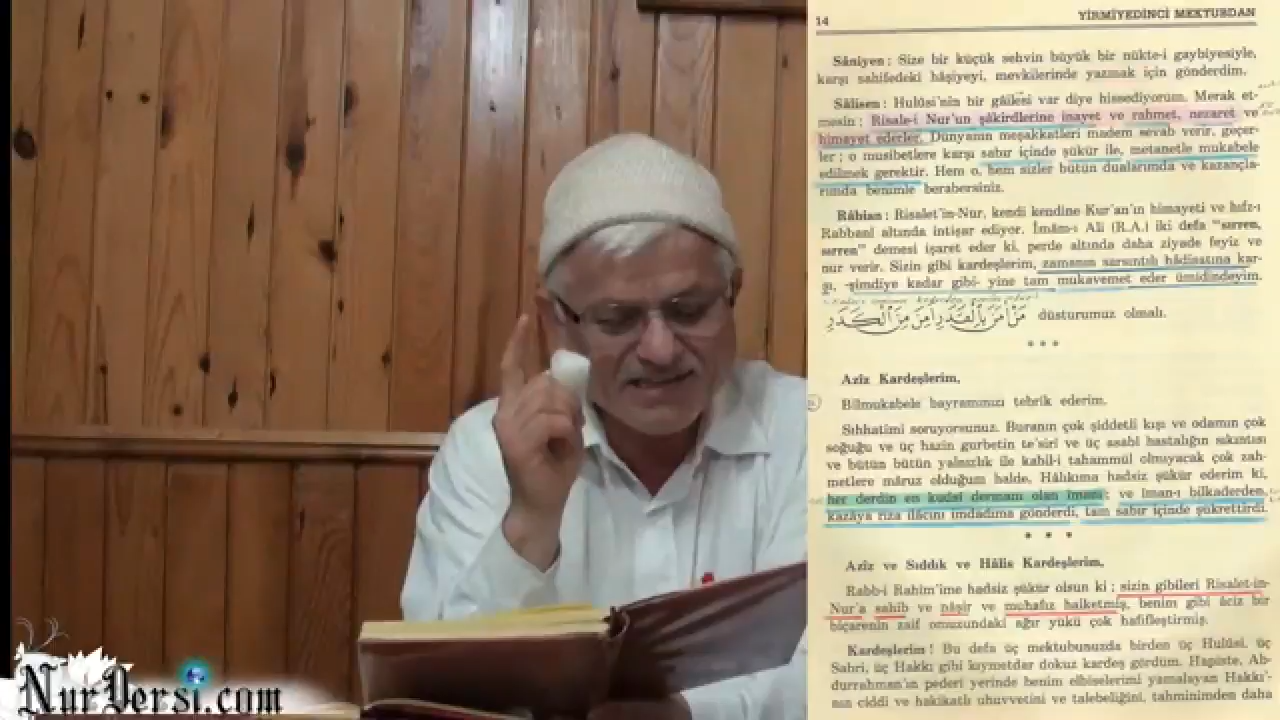 14
YİRMİYEDİNCİ MEKTUBDAN
Sâniyen : Size bir küçük sehvin büyük bir nükte-i gaybiyesiyle,
karşı sahifedeki hâşiyeyi, mevkilerinde yazmak için gönderdim.
Sâlisen : Hulûsi'nin bir gâilesi var diye hissediyorum. Merak et-
mesin : Risale-i Nur'un şâkirdlerine inayet ve rahmet, nezaret ve
himayet ederler. Dünyanın meşakkatleri madem sevab verir, geçer-
ler ; o musibetlere karşı sabır içinde şükür ile, metanetle mukabele
edilmek gerektir. Hem o, hem sizler bütün dualarımda ve kazançla-
rımda benimle berabersiniz.
Râbian : Risalet'in-Nur, kendi kendine Kur'an'ın himayeti ve hıfz-ı
Rabbanî altında intişar ediyor. İmâm-ı Ali (R.A.) iki defa "sırren,
sırren" demesi işaret eder ki, perde altında daha ziyade feyiz ve
nur verir. Sizin gibi kardeşlerim, zamanın sarsıntılı hâdisatına kar-
şı, -şimdiye kadar gibi- yine tam mukavemet eder ümidindeyim.
مَنْ اٰمَنَ بِالْقَدَرِ اَمِنَ مِنَ الْكَدَرِ düsturumuz olmalı.
* * *
Azîz Kardeşlerim,
Bilmukabele bayramınızı tebrik ederim.
Sıhhatimi soruyorsunuz. Buranın çok şiddetli kışı ve odamın çok
soğuğu ve üç hazin gurbetin te'siri ve üç asabî hastalığın sıkıntısı
ve bütün bütün yalnızlık ile kabil-i tahammül olmıyacak çok zah-
metlere mâruz olduğum halde, Hâlıkıma hadsiz şükür ederim ki,
her derdin en kudsî dermanı olan imanı ; ve iman-ı bilkaderden,
kazâya rıza ilâcını imdadıma gönderdi, tam sabır içinde şükrettirdi.
* * *
Azîz ve Sıddık ve Hâlis Kardeşlerim,
Rabb-i Rahîm'ime hadsiz şükür olsun ki ; sizin gibileri Risalet-in-
Nur'a sahib ve nâşir ve muhafız halketmiş, benim gibi âciz bir
biçarenin zaif omuzundaki ağır yükü çok hafifleştirmiş.
Kardeşlerim ! Bu defa üç mektubunuzda birden üç Hulûsi, üç
Sabri, üç Hakkı gibi kıymetdar dokuz kardeş gördüm. Hapiste, Ab-
durrahman'ın pederi yerinde benim elbiselerimi yamalayan Hakkı'-
nın ciddî ve hakikatlı uhuvvetini ve talebeliğini, tahminimden daha
NurDersi.com